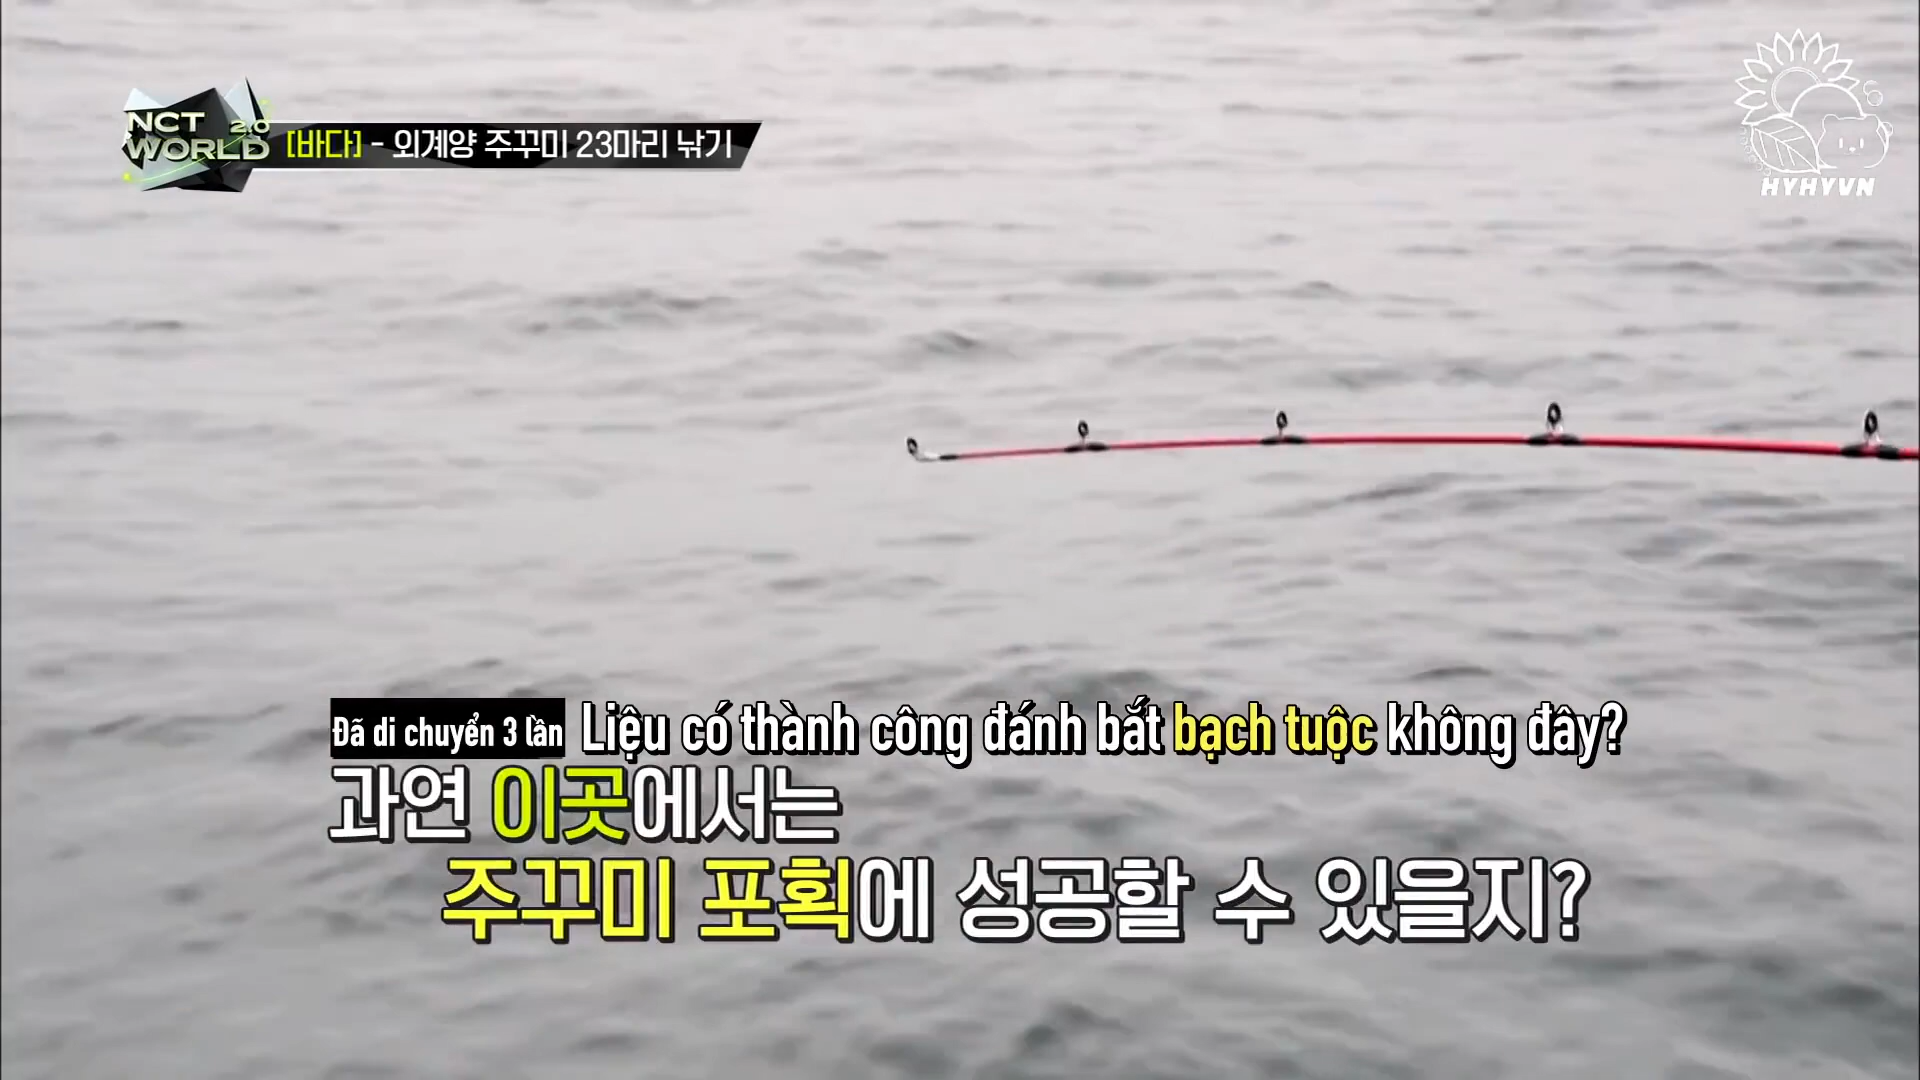 NCT 2.0
WORLD
[바다] - 외계양 주꾸미 23마리 낚기
HYHYVN
Đã di chuyển 3 lần Liệu có thành công đánh bắt bạch tuộc không đây?
과연 이곳에서는
주꾸미 포획에 성공할 수 있을지?